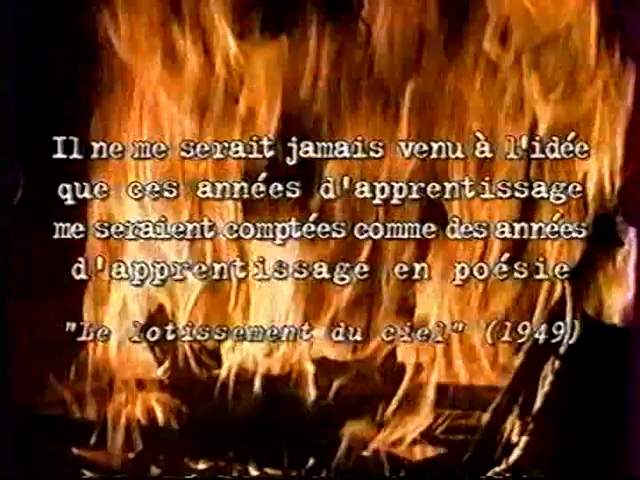 Il ne me serait jamais venu à l'idée
que ces années d'apprentissage
me seraient comptées comme des années
d'apprentissage en poésie
"Le lotissement du ciel" (1949)